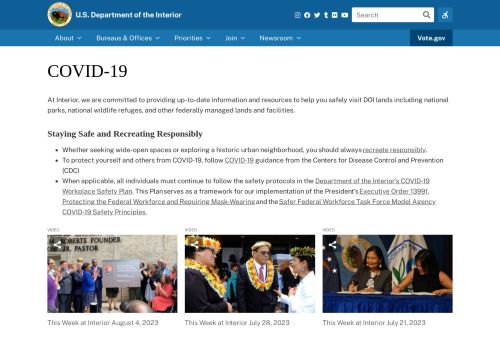 U.S. Department of the Interior
Search
About
Bureaus & Offices
Priorities
Join
Newsroom
Vote.gov
COVID-19
At Interior, we are committed to providing up-to-date information and resources to help you safely visit DOI lands including national
parks, national wildlife refuges, and other federally managed lands and facilities.
Staying Safe and Recreating Responsibly
Whether seeking wide-open spaces or exploring a historic urban neighborhood, you should always recreate responsibly.
To protect yourself and others from COVID-19, follow COVID-19 guidance from the Centers for Disease Control and Prevention
(CDC)
When applicable, all individuals must continue to follow the safety protocols in the Department of the Interior's COVID-19
Workplace Safety Plan. This Plan serves as a framework for our implementation of the President's Executive Order 13991,
Protecting the Federal Workforce and Requiring Mask-Wearing and the Safer Federal Workforce Task Force Model Agency
COVID-19 Safety Principles.
VIDEO
VIDEO
VIDEO
ROBERTS FOUNDER
JR. PASTOR
This Week at Interior August 4, 2023
This Week at Interior July 28, 2023
This Week at Interior July 21, 2023